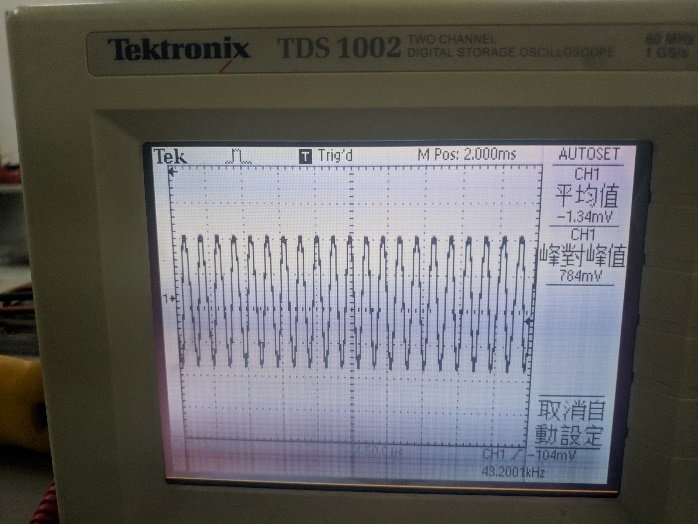 Tektronix TDS 1002 TWO CHANNEL
DIGITAL STORAGE OSCILLOSCOPE
60 MHz
1 GS/s
Tek T Trig'd M Pos: 2.000ms AUTOSET
CH1
平均值
-1.34mV
CH1
峰對峰值
784mV
1
取消自
動設定
CH1 -104mV
43.2001kHz